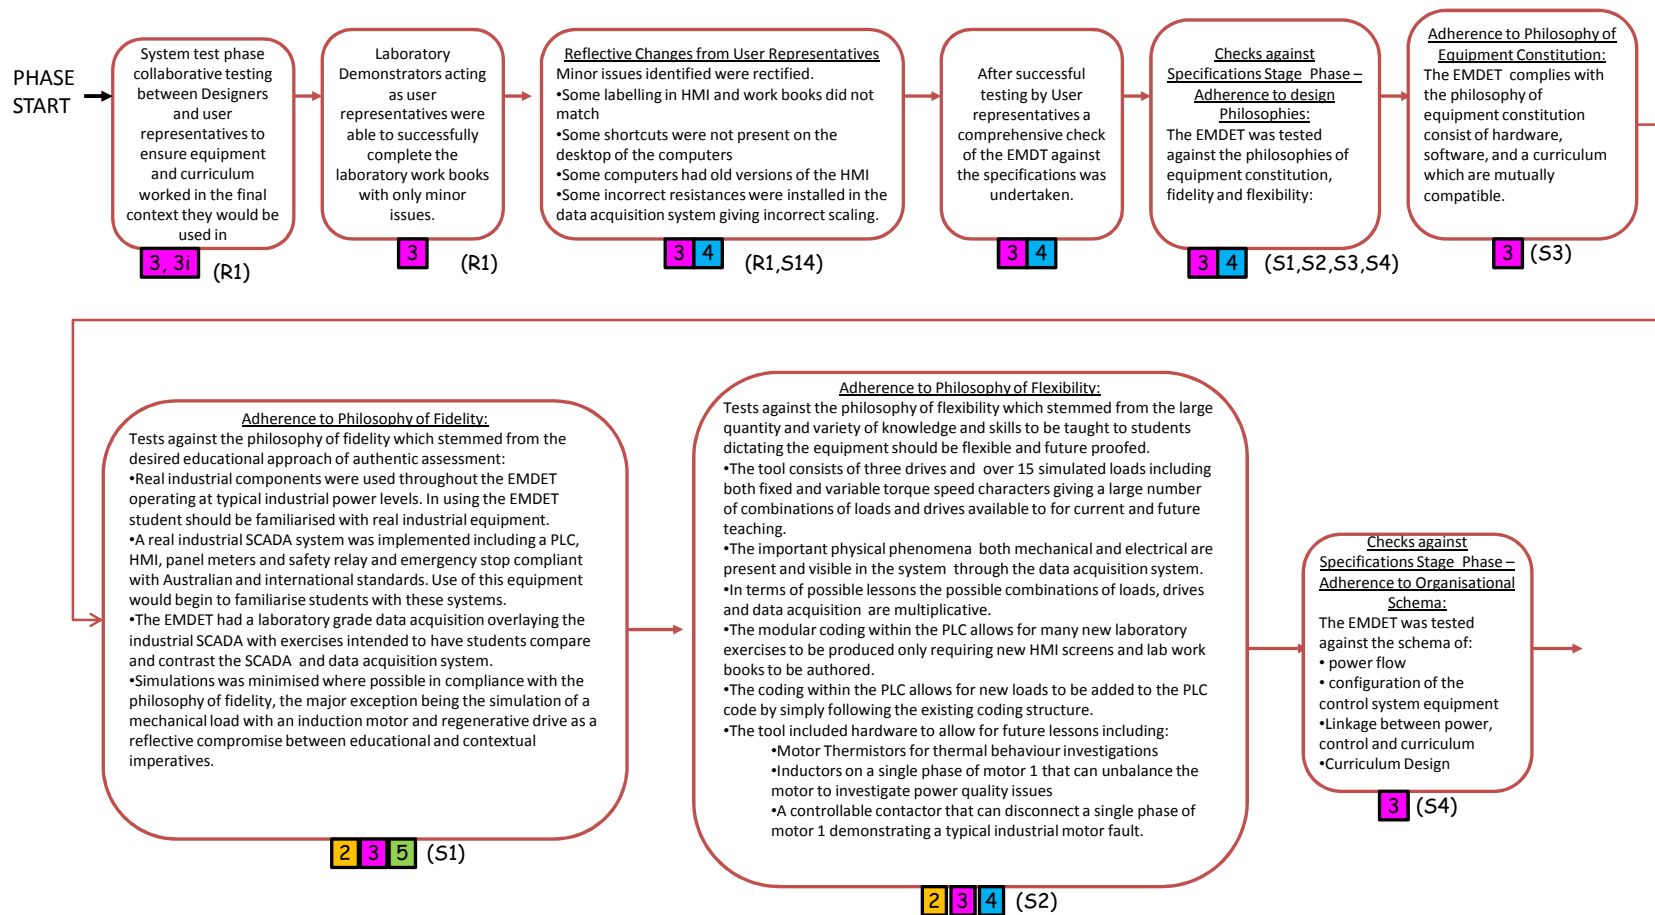 PHASE
START
System test phase
collaborative testing
between Designers
and user
representatives to
ensure equipment
and curriculum
worked in the final
context they would be
used in
3, 3i
(R1)
Laboratory
Demonstrators acting
as user
representatives were
able to successfully
complete the
laboratory work books
with only minor
issues.
3
(R1)
Reflective Changes from User Representatives
Minor issues identified were rectified.
•Some labelling in HMI and work books did not
match
•Some shortcuts were not present on the
desktop of the computers
•Some computers had old versions of the HMI
•Some incorrect resistances were installed in the
data acquisition system giving incorrect scaling.
3 4
(R1,S14)
After successful
testing by User
representatives a
comprehensive check
of the EMDT against
the specifications was
undertaken.
3 4
Checks against
Specifications Stage Phase –
Adherence to design
Philosophies:
The EMDET was tested
against the philosophies of
equipment constitution,
fidelity and flexibility:
3 4
(S1,S2,S3,S4)
Adherence to Philosophy of
Equipment Constitution:
The EMDET complies with
the philosophy of
equipment constitution
consist of hardware,
software, and a curriculum
which are mutually
compatible.
3
(S3)
Adherence to Philosophy of Fidelity:
Tests against the philosophy of fidelity which stemmed from the
desired educational approach of authentic assessment:
•Real industrial components were used throughout the EMDET
operating at typical industrial power levels. In using the EMDET
student should be familiarised with real industrial equipment.
•A real industrial SCADA system was implemented including a PLC,
HMI, panel meters and safety relay and emergency stop compliant
with Australian and international standards. Use of this equipment
would begin to familiarise students with these systems.
•The EMDET had a laboratory grade data acquisition overlaying the
industrial SCADA with exercises intended to have students compare
and contrast the SCADA and data acquisition system.
•Simulations was minimised where possible in compliance with the
philosophy of fidelity, the major exception being the simulation of a
mechanical load with an induction motor and regenerative drive as a
reflective compromise between educational and contextual
imperatives.
2 3 5
(S1)
Adherence to Philosophy of Flexibility:
Tests against the philosophy of flexibility which stemmed from the large
quantity and variety of knowledge and skills to be taught to students
dictating the equipment should be flexible and future proofed.
•The tool consists of three drives and over 15 simulated loads including
both fixed and variable torque speed characters giving a large number
of combinations of loads and drives available to for current and future
teaching.
•The important physical phenomena both mechanical and electrical are
present and visible in the system through the data acquisition system.
•In terms of possible lessons the possible combinations of loads, drives
and data acquisition are multiplicative.
•The modular coding within the PLC allows for many new laboratory
exercises to be produced only requiring new HMI screens and lab work
books to be authored.
•The coding within the PLC allows for new loads to be added to the PLC
code by simply following the existing coding structure.
•The tool included hardware to allow for future lessons including:
•Motor Thermistors for thermal behaviour investigations
•Inductors on a single phase of motor 1 that can unbalance the
motor to investigate power quality issues
•A controllable contactor that can disconnect a single phase of
motor 1 demonstrating a typical industrial motor fault.
2 3 4
(S2)
Checks against
Specifications Stage Phase –
Adherence to Organisational
Schema:
The EMDET was tested
against the schema of:
• power flow
• configuration of the
control system equipment
•Linkage between power,
control and curriculum
•Curriculum Design
3
(S4)